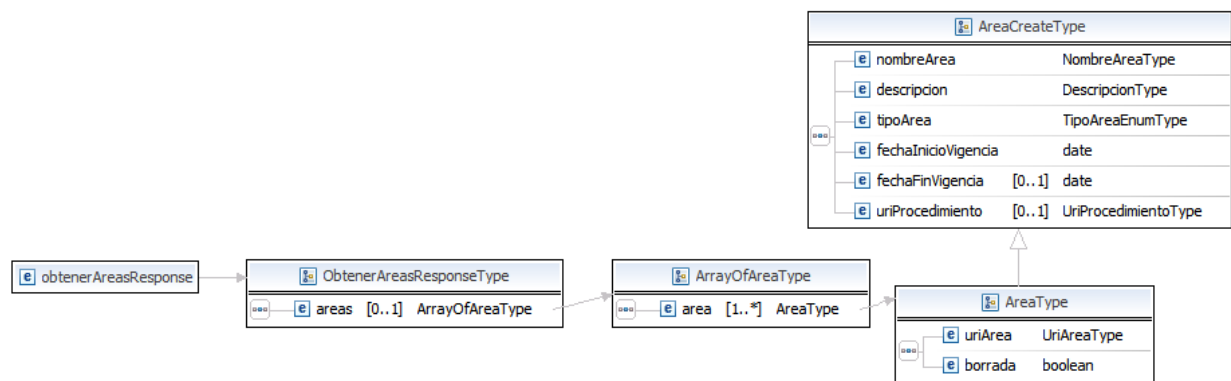 AreaCreateType
nombreArea NombreAreaType
descripcion DescripcionType
tipoArea TipoAreaEnumType
fechaInicioVigencia date
fechaFinVigencia [0..1] date
uriProcedimiento [0..1] UriProcedimientoType
obtenerAreasResponse
ObtenerAreasResponseType
areas [0..1] ArrayOfAreaType
ArrayOfAreaType
area [1..*] AreaType
AreaType
uriArea UriAreaType
borrada boolean